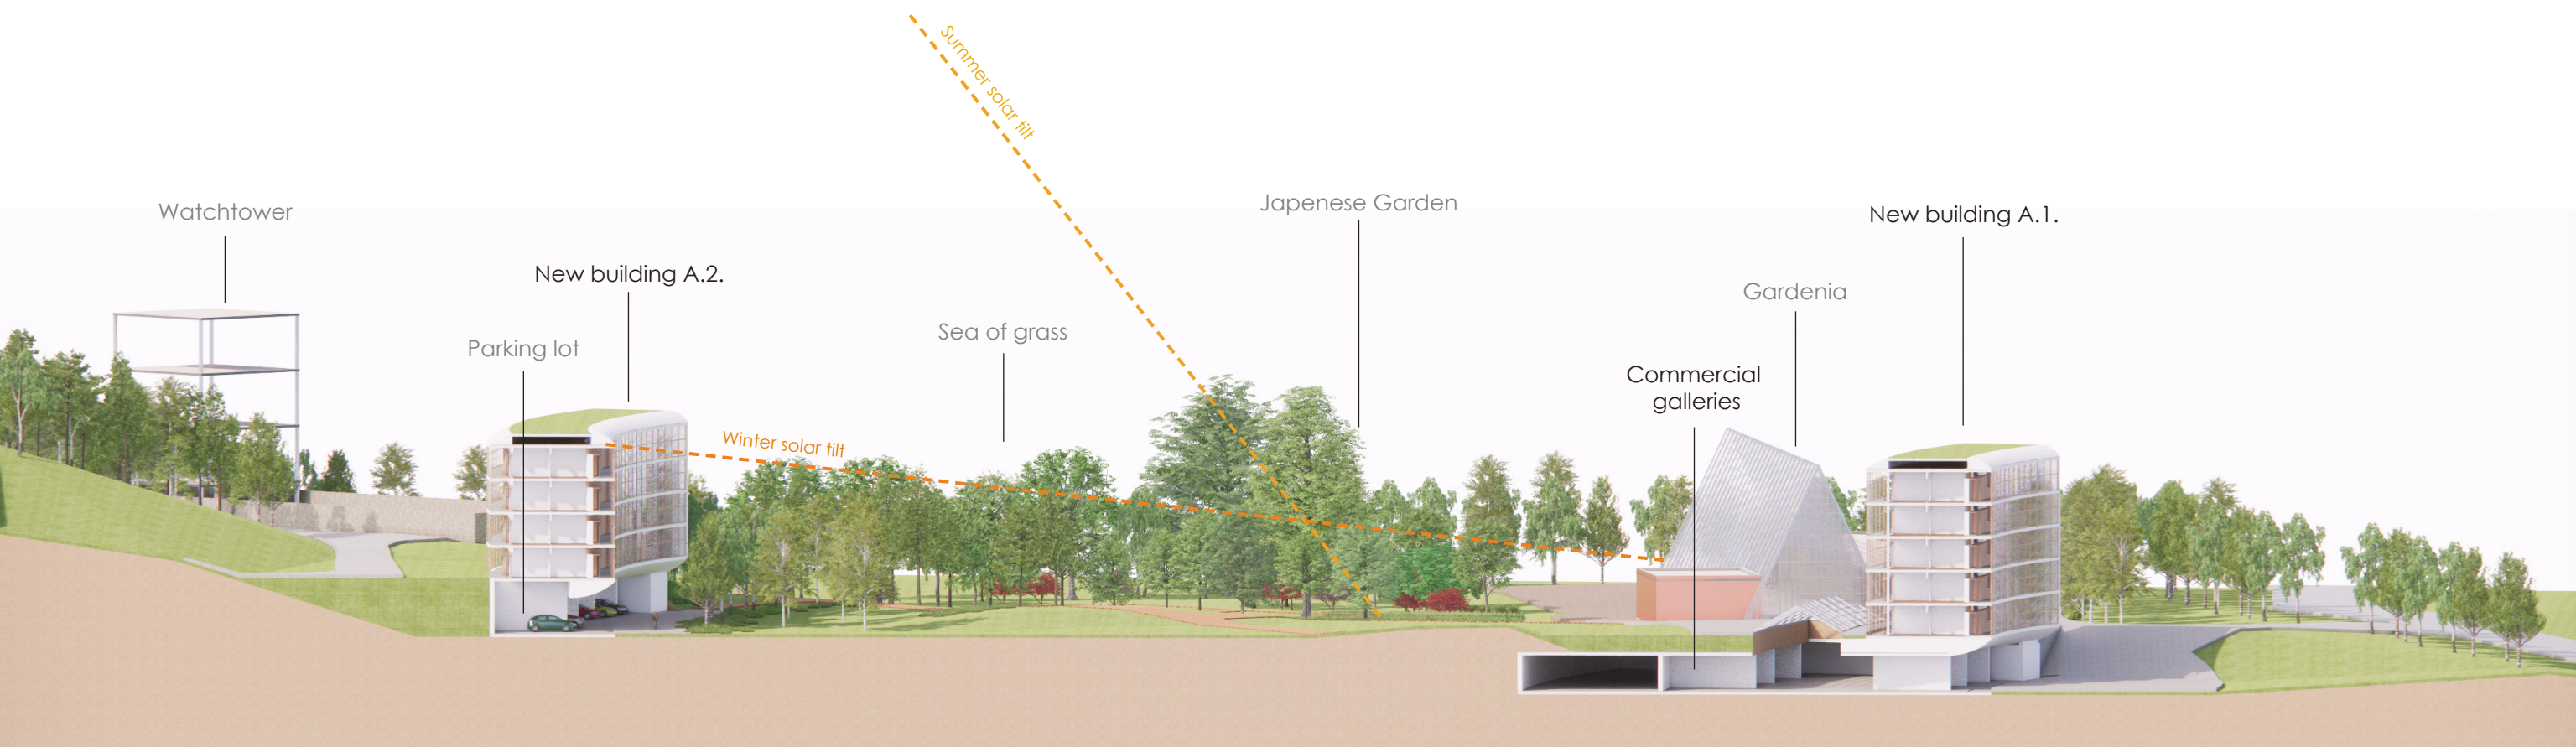 Summer solar tilt
Watchtower
Japenese Garden
New building A.1.
New building A.2.
Gardenia
Sea of grass
Parking lot
Commercial
galleries
Winter solar tilt